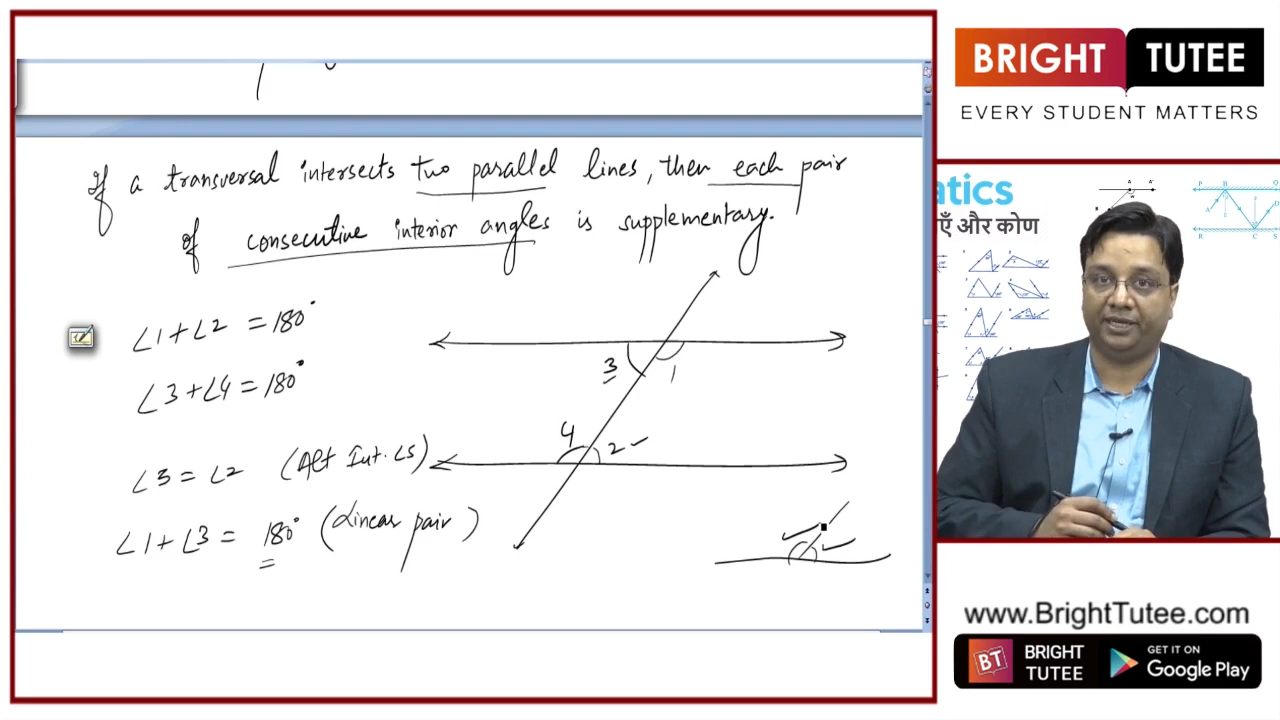 BRIGHT TUTEE
EVERY STUDENT MATTERS
If a transversal intersects two parallel lines, then each pair
of consecutive interior angles is supplementary.
∠1+∠2 = 180°
∠3+∠4 = 180°
∠3 = ∠2 (Alt Int. ∠s)
∠1+∠3 = 180° (Linear pair)
3
1
4
2
atics
एँ और कोण
www.BrightTutee.com
BT
BRIGHT
TUTEE
GET IT ON
Google Play